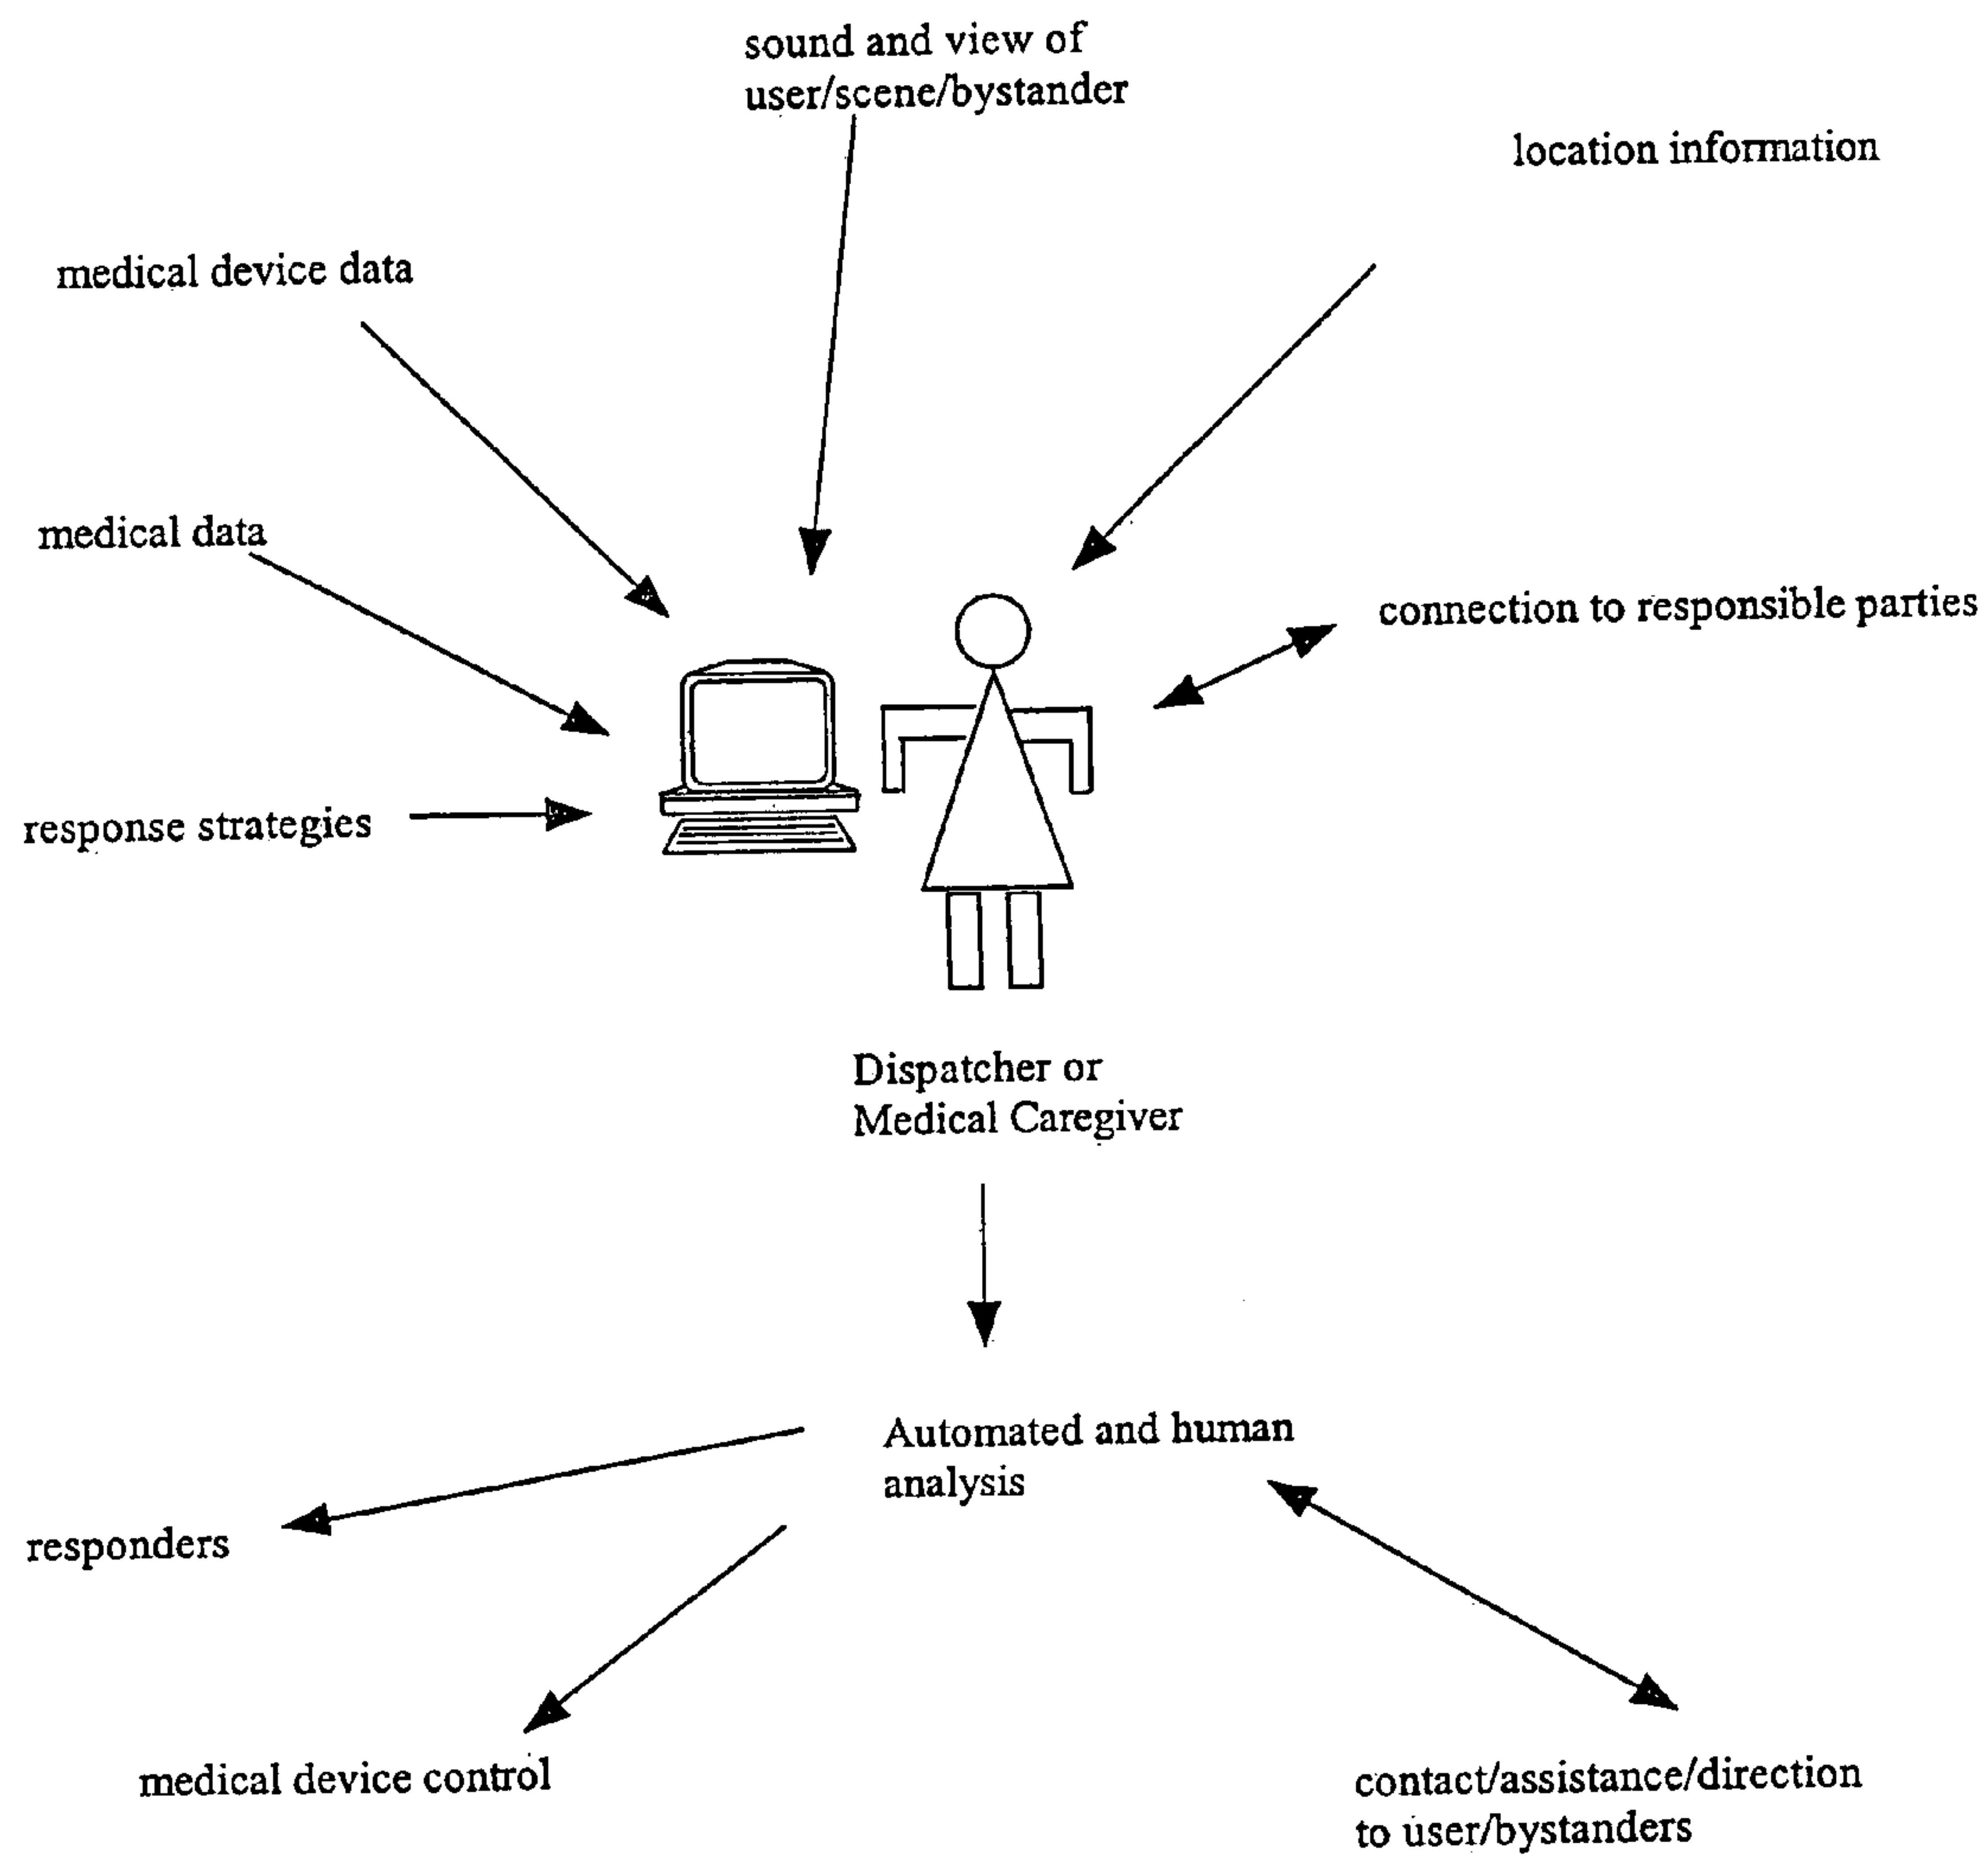 sound and view of
user/scene/bystander
location information
medical device data
medical data
connection to responsible parties
response strategies
Dispatcher or
Medical Caregiver
Automated and human
analysis
responders
medical device control
contact/assistance/direction
to user/bystanders